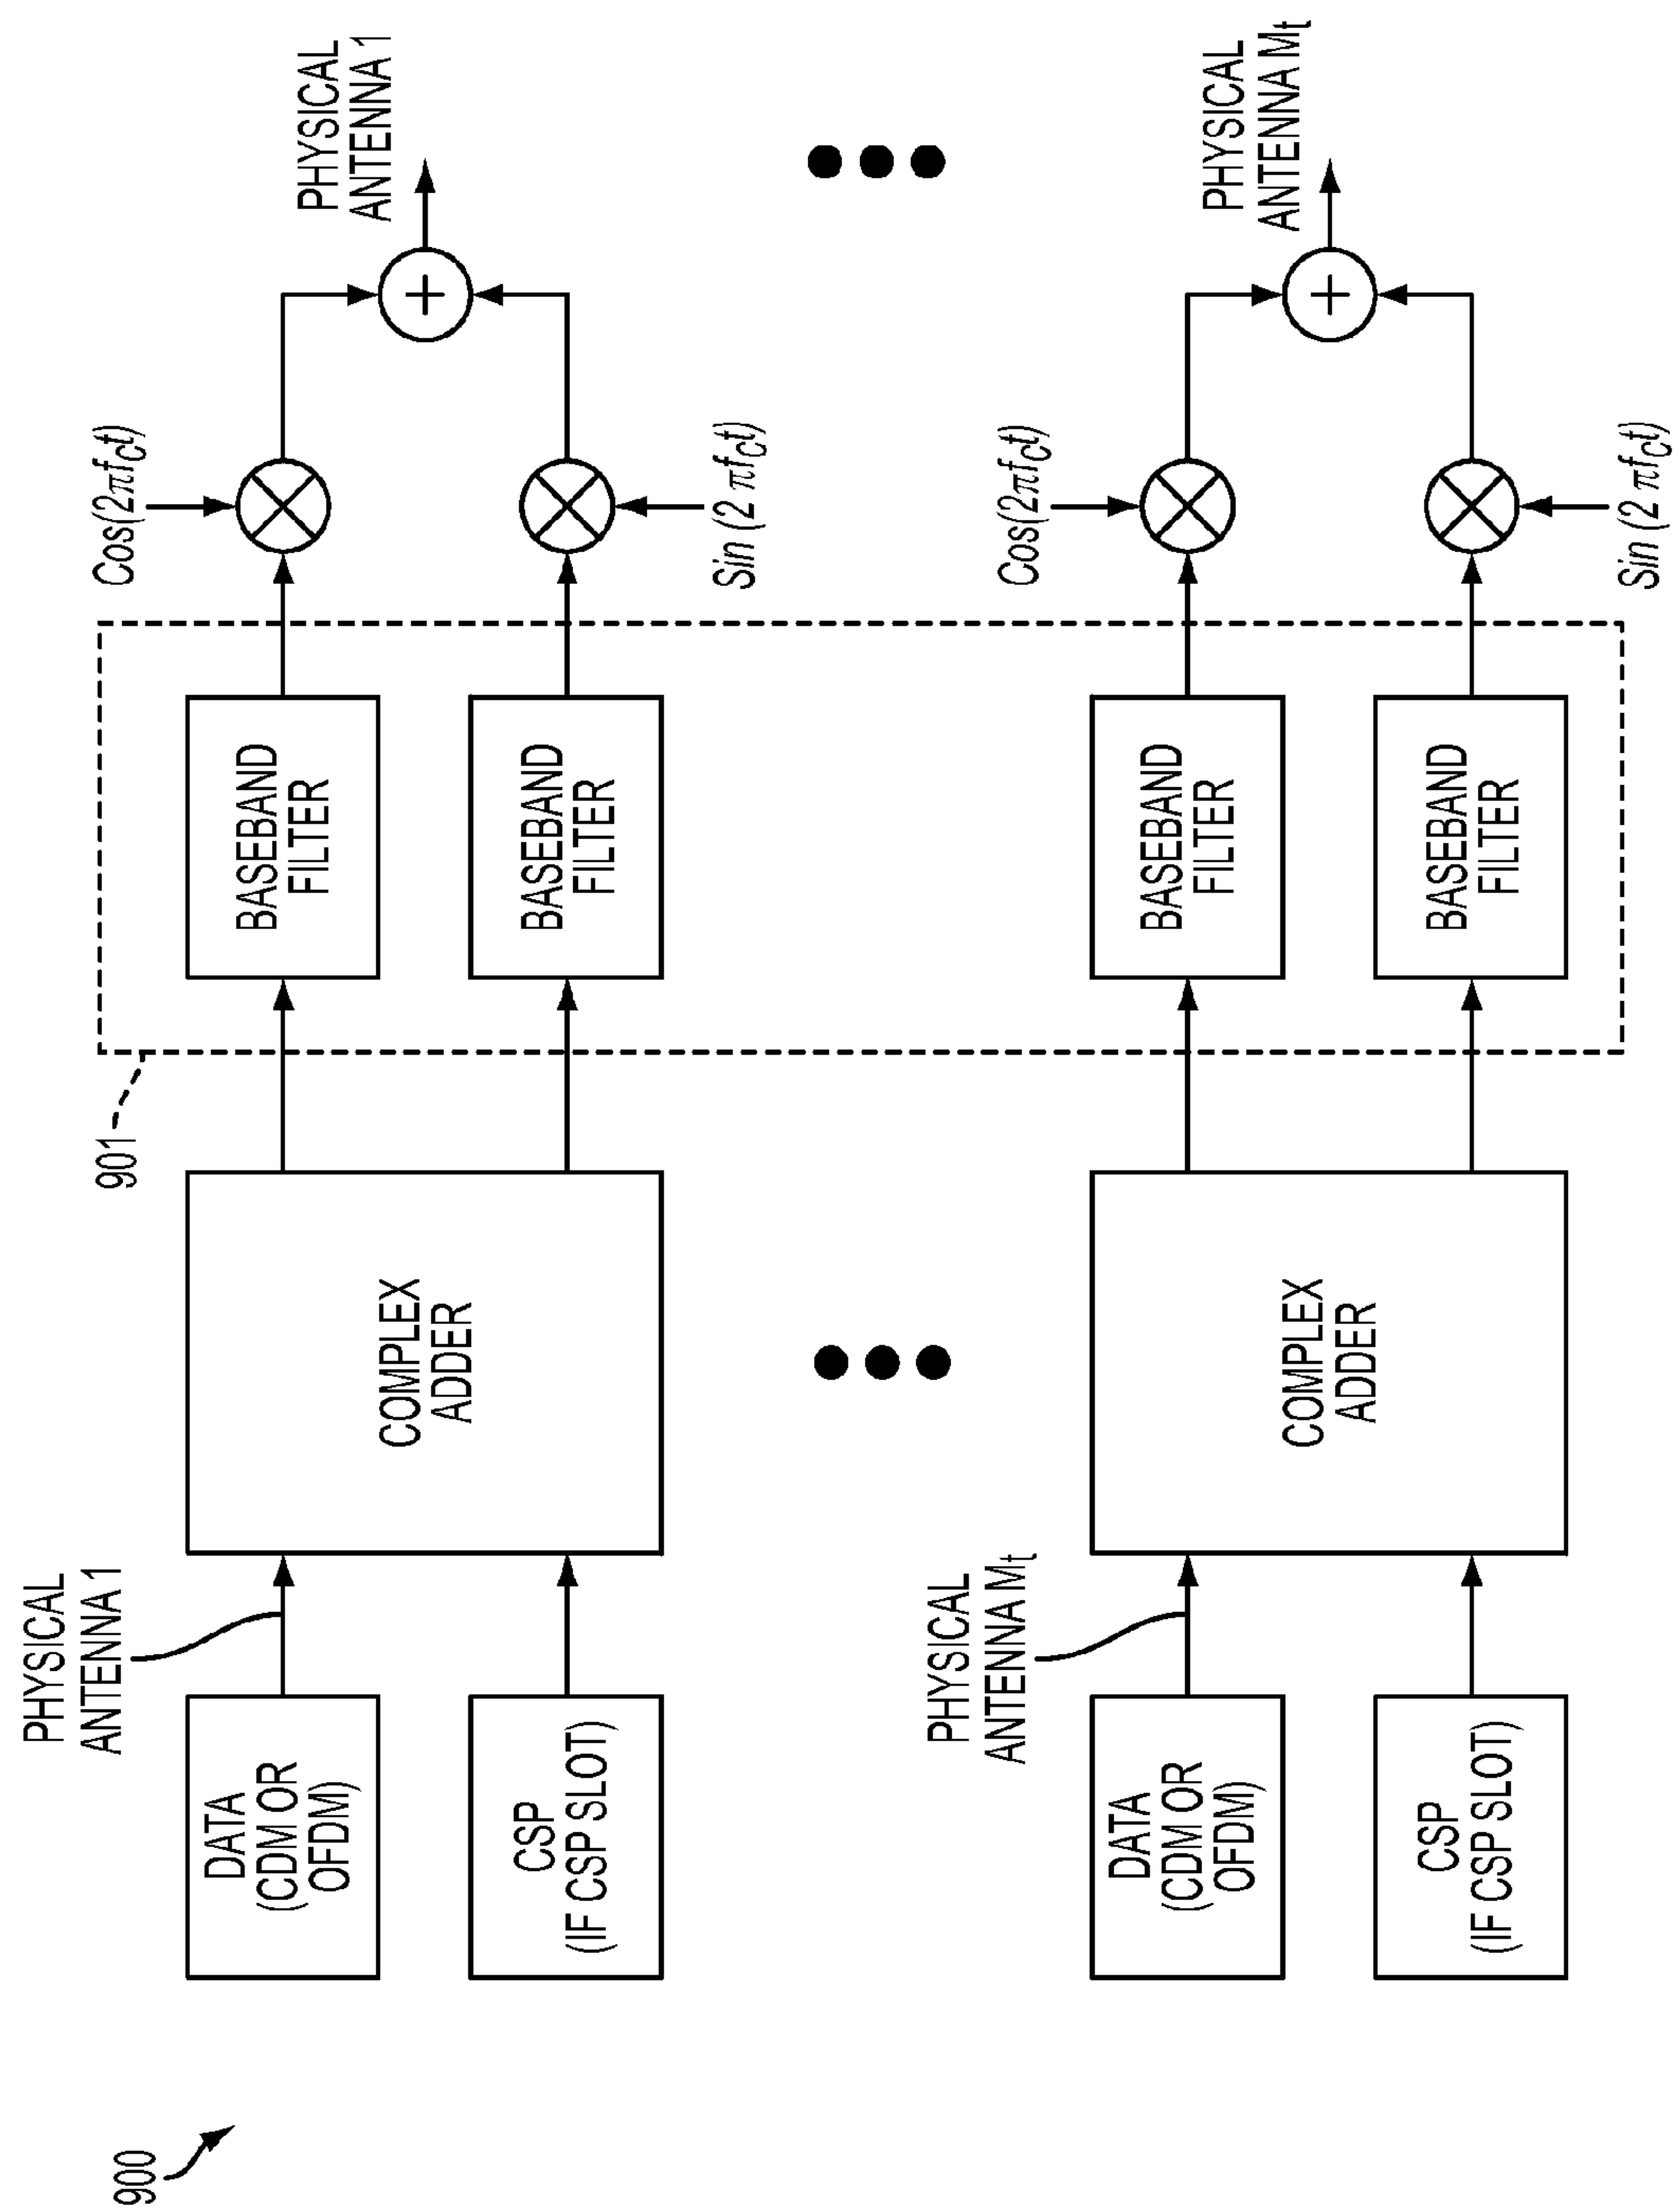 900
PHYSICAL
ANTENNA 1
DATA
(CDM OR
OFDM)
CSP
(IF CSP SLOT)
COMPLEX
ADDER
901
BASEBAND
FILTER
BASEBAND
FILTER
Cos(2πfct)
Sin (2 πfct)
+
PHYSICAL
ANTENNA 1
PHYSICAL
ANTENNA Mt
DATA
(CDM OR
OFDM)
CSP
(IF CSP SLOT)
COMPLEX
ADDER
BASEBAND
FILTER
BASEBAND
FILTER
Cos(2πfct)
Sin (2 πfct)
+
PHYSICAL
ANTENNA Mt